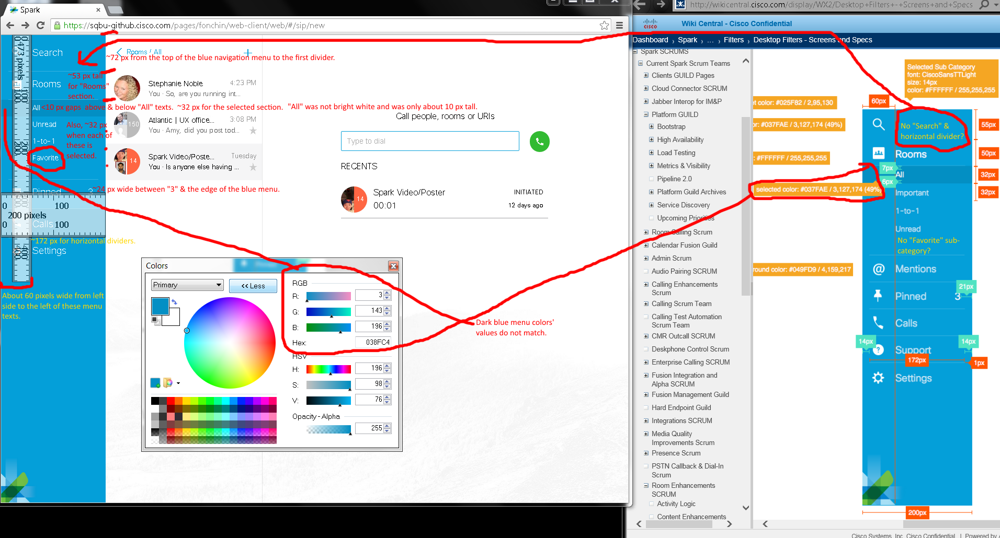 Spark
https://sqbu-github.cisco.com/pages/fonchin/web-client/web/#/sip/new
473 pixels
0
100
200
400
Search
Rooms
All
Unread
1-to-1
Favorite
Pinned 3
Calls
Settings
0 100
200 pixels
0 100
~72 px from the top of the blue navigation menu to the first divider.
~53 px tall
for "Rooms"
section.
<10 px gaps above & below "All" texts. ~32 px for the selected section. "All" was not bright white and was only about 10 px tall.
Also, ~32 px
when each of
these is
selected.
~24 px wide between "3" & the edge of the blue menu.
~172 px for horizontal dividers.
About 60 pixels wide from left
side to the left of these menu
texts.
Rooms / All
Stephanie Noble 4:23 PM
You · So, are you running int...
150
Atlantic | UX office... 3:08 PM
You · Amy, did you post tod...
14
Spark Video/Poste... Tuesday
You · Is anyone else having ...
Call people, rooms or URIs
Type to dial
RECENTS
14
Spark Video/Poster INITIATED
00:01 12 days ago
Colors
Primary
<< Less
RGB
R: 3
G: 143
B: 196
Hex: 038FC4
HSV
H: 196
S: 98
V: 76
Opacity - Alpha
255
Dark blue menu colors'
values do not match.
http://wikicentral.cisco.com/display/WX2/Desktop+Filters+-+Screens+and+Specs
cisco
Wiki Central - Cisco Confidential
Dashboard › Spark › ... › Filters › Desktop Filters - Screens and Specs
Spark SCRUMS
Current Spark Scrum Teams
Clients GUILD Pages
Cloud Connector SCRUM
Jabber Interop for IM&P
Platform GUILD
Bootstrap
High Availability
Load Testing
Metrics & Visibility
Pipeline 2.0
Platform Guild Archives
Service Discovery
Upcoming Priorities
Room Calling Scrum
Calendar Fusion Guild
Admin Scrum
Audio Pairing SCRUM
Calling Enhancements
Scrum
Calling Scrum Team
Calling Test Automation
Scrum Team
CMR Outcall SCRUM
Deskphone Control Scrum
Enterprise Calling SCRUM
Fusion Integration and
Alpha SCRUM
Fusion Management Guild
Hard Endpoint Guild
Integrations SCRUM
Media Quality
Improvements Scrum
Presence Scrum
PSTN Callback & Dial-In
Scrum
Room Enhancements
SCRUM
Activity Logic
Content Enhancements
Selected Sub Category
font: CiscoSansTTLight
size: 14px
color: #FFFFFF / 255,255,255
color: #025F82 / 2,95,130
#037FAE / 3,127,174 (49%)
: #FFFFFF / 255,255,255
selected color: #037FAE / 3,127,174 (49%)
round color: #049FD9 / 4,159,217
60px
No "Search" &
horizontal divider?
55px
50px
32px
32px
Rooms
7px
All
6px
Important
1-to-1
Unread
No "Favorite" sub-
category?
Mentions
21px
Pinned 3
Calls
14px
14px
Support
172px
1px
Settings
200px
Cisco Systems, Inc. Cisco Confidential | Powered by